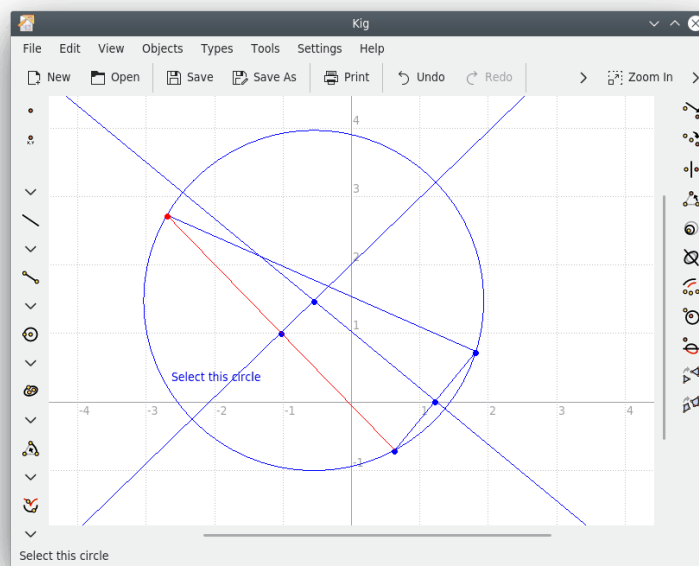 Kig
File Edit View Objects Types Tools Settings Help
New Open Save Save As Print Undo Redo Zoom In
4
3
2
1
Select this circle
-4 -3 -2 -1 1 2 3 4
-1
Select this circle